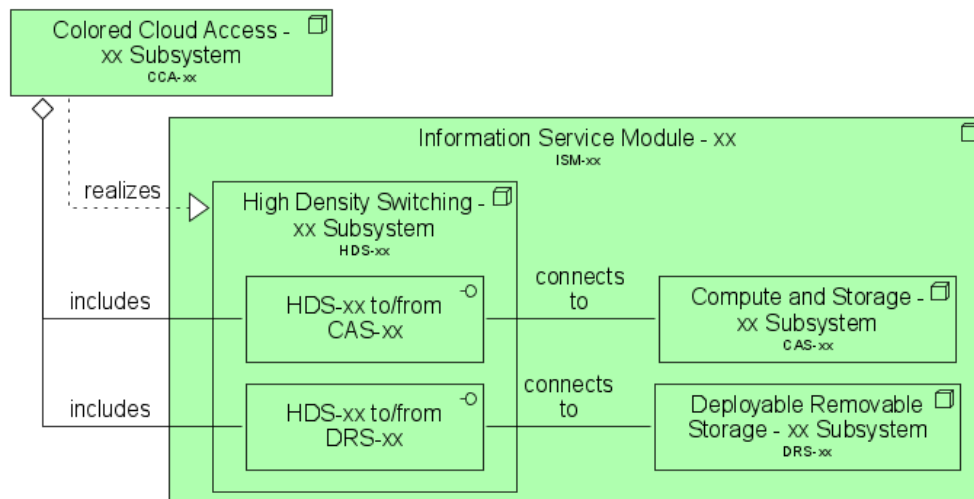 Colored Cloud Access -
xx Subsystem
CCA-xx
Information Service Module - xx
ISM-xx
realizes
High Density Switching -
xx Subsystem
HDS-xx
includes
HDS-xx to/from
CAS-xx
connects
to
Compute and Storage -
xx Subsystem
CAS-xx
includes
HDS-xx to/from
DRS-xx
connects
to
Deployable Removable
Storage - xx Subsystem
DRS-xx